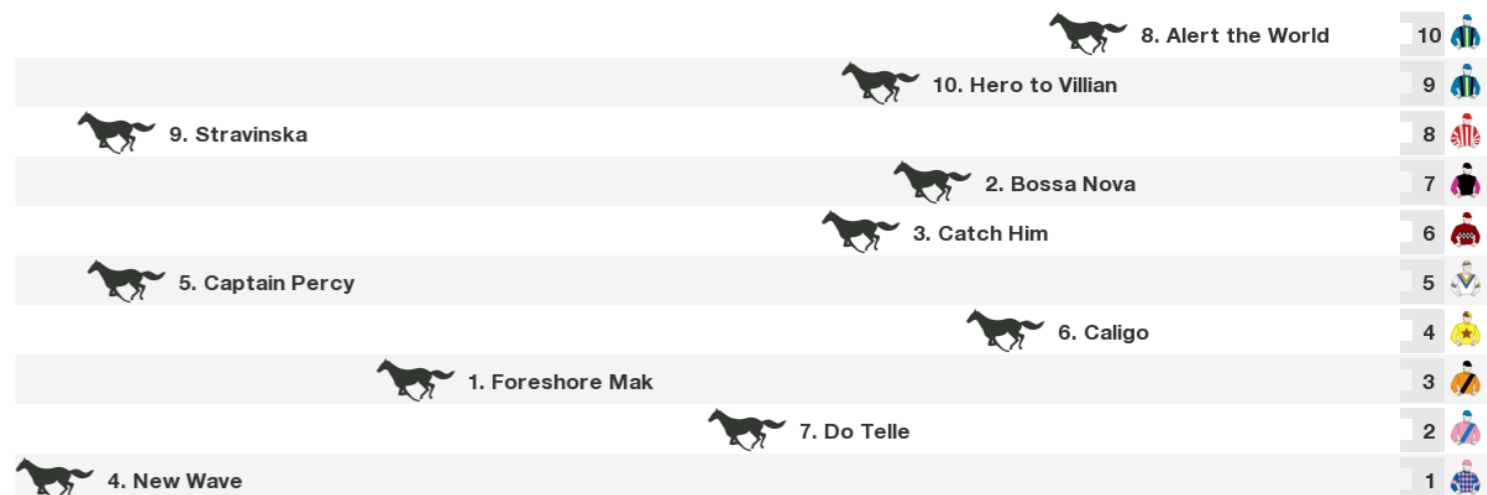 8. Alert the World 10
10. Hero to Villian 9
9. Stravinska 8
2. Bossa Nova 7
3. Catch Him 6
5. Captain Percy 5
6. Caligo 4
1. Foreshore Mak 3
7. Do Telle 2
4. New Wave 1